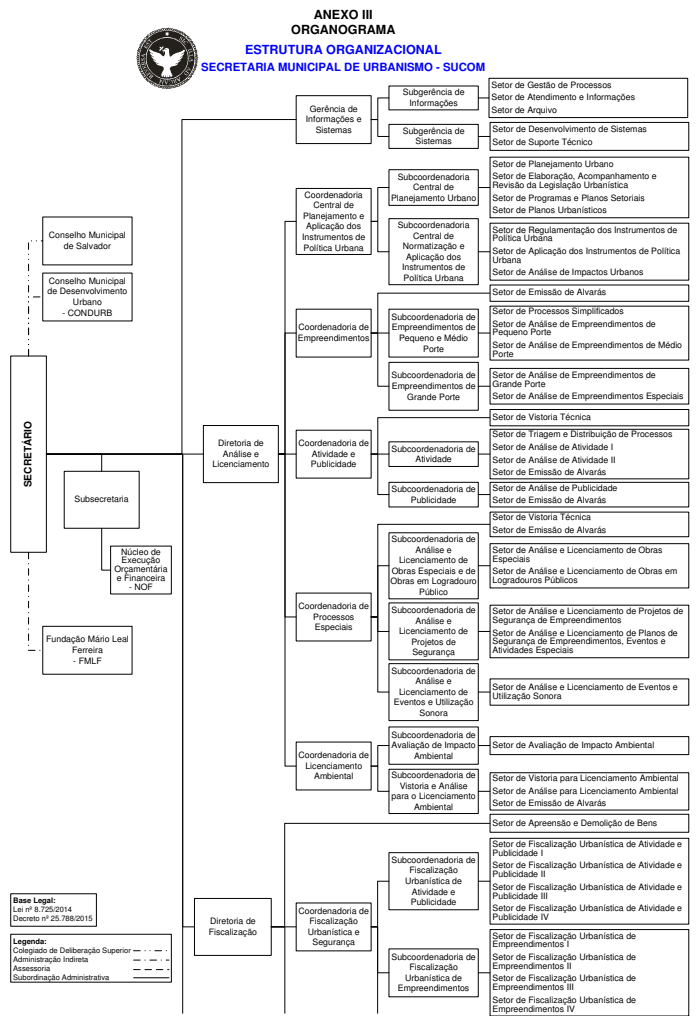 ANEXO III
ORGANOGRAMA
ESTRUTURA ORGANIZACIONAL
SECRETARIA MUNICIPAL DE URBANISMO - SUCOM
Gerência de
Informações e
Sistemas
Subgerência de
Informações
Setor de Gestão de Processos
Setor de Atendimento e Informações
Setor de Arquivo
Subgerência de
Sistemas
Setor de Desenvolvimento de Sistemas
Setor de Suporte Técnico
Conselho Municipal
de Salvador
Conselho Municipal
de Desenvolvimento
Urbano
- CONDURB
SECRETÁRIO
Subsecretaria
Núcleo de
Execução
Orçamentária
e Financeira
- NOF
Fundação Mário Leal
Ferreira
- FMLF
Diretoria de
Análise e
Licenciamento
Coordenadoria
Central de
Planejamento e
Aplicação dos
Instrumentos de
Política Urbana
Subcoordenadoria
Central de
Planejamento Urbano
Setor de Planejamento Urbano
Setor de Elaboração, Acompanhamento e
Revisão da Legislação Urbanística
Setor de Programas e Planos Setoriais
Setor de Planos Urbanísticos
Subcoordenadoria
Central de
Normatização e
Aplicação dos
Instrumentos de
Política Urbana
Setor de Regulamentação dos Instrumentos de
Política Urbana
Setor de Aplicação dos Instrumentos de Política
Urbana
Setor de Análise de Impactos Urbanos
Coordenadoria de
Empreendimentos
Setor de Emissão de Alvarás
Subcoordenadoria de
Empreendimentos de
Pequeno e Médio
Porte
Setor de Processos Simplificados
Setor de Análise de Empreendimentos de
Pequeno Porte
Setor de Análise de Empreendimentos de Médio
Porte
Subcoordenadoria de
Empreendimentos de
Grande Porte
Setor de Análise de Empreendimentos de
Grande Porte
Setor de Análise de Empreendimentos Especiais
Coordenadoria de
Atividade e
Publicidade
Setor de Vistoria Técnica
Subcoordenadoria de
Atividade
Setor de Triagem e Distribuição de Processos
Setor de Análise de Atividade I
Setor de Análise de Atividade II
Setor de Emissão de Alvarás
Subcoordenadoria de
Publicidade
Setor de Análise de Publicidade
Setor de Emissão de Alvarás
Coordenadoria de
Processos
Especiais
Setor de Vistoria Técnica
Setor de Emissão de Alvarás
Subcoordenadoria de
Análise e
Licenciamento de
Obras Especiais e de
Obras em Logradouro
Público
Setor de Análise e Licenciamento de Obras
Especiais
Setor de Análise e Licenciamento de Obras em
Logradouros Públicos
Subcoordenadoria de
Análise e
Licenciamento de
Projetos de
Segurança
Setor de Análise e Licenciamento de Projetos de
Segurança de Empreendimentos
Setor de Análise e Licenciamento de Planos de
Segurança de Empreendimentos, Eventos e
Atividades Especiais
Subcoordenadoria de
Análise e
Licenciamento de
Eventos e Utilização
Sonora
Setor de Análise e Licenciamento de Eventos e
Utilização Sonora
Coordenadoria de
Licenciamento
Ambiental
Subcoordenadoria de
Avaliação de Impacto
Ambiental
Setor de Avaliação de Impacto Ambiental
Subcoordenadoria de
Vistoria e Análise
para o Licenciamento
Ambiental
Setor de Vistoria para Licenciamento Ambiental
Setor de Análise para Licenciamento Ambiental
Setor de Emissão de Alvarás
Diretoria de
Fiscalização
Setor de Apreensão e Demolição de Bens
Coordenadoria de
Fiscalização
Urbanística e
Segurança
Subcoordenadoria de
Fiscalização
Urbanística de
Atividade e
Publicidade
Setor de Fiscalização Urbanística de Atividade e
Publicidade I
Setor de Fiscalização Urbanística de Atividade e
Publicidade II
Setor de Fiscalização Urbanística de Atividade e
Publicidade III
Setor de Fiscalização Urbanística de Atividade e
Publicidade IV
Subcoordenadoria de
Fiscalização
Urbanística de
Empreendimentos
Setor de Fiscalização Urbanística de
Empreendimentos I
Setor de Fiscalização Urbanística de
Empreendimentos II
Setor de Fiscalização Urbanística de
Empreendimentos III
Setor de Fiscalização Urbanística de
Empreendimentos IV
Base Legal:
Lei nº 8.725/2014
Decreto nº 25.788/2015
Legenda:
Colegiado de Deliberação Superior
Administração Indireta
Assessoria
Subordinação Administrativa